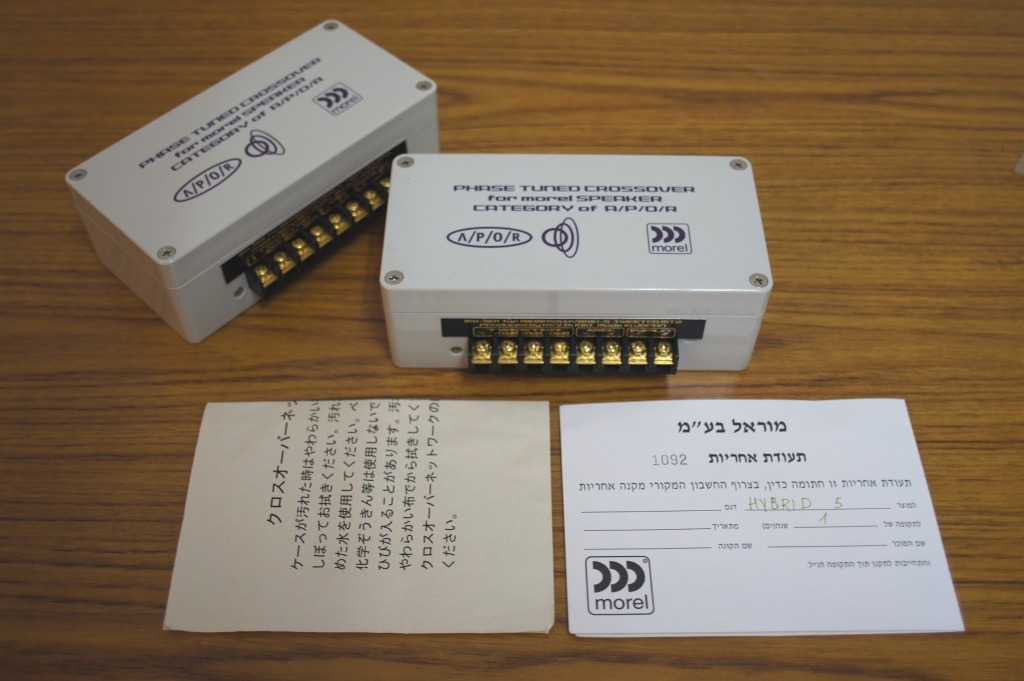 PHASE TUNED CROSSOVER
for morel SPEAKER
CATEGORY of A/P/O/R
Λ/P/O/R
morel
PHASE TUNED CROSSOVER
for morel SPEAKER
CATEGORY of A/P/O/R
Λ/P/O/R
morel
クロスオーバーネッ
ケースが汚れた時はやわらかい
しぼってお拭きください。汚れ
めた水を使用してください。ベ
化学ぞうきん等は使用しないで
ひびが入ることがあります。汚
やわらかい布でから拭きしてく
クロスオーバーネットワークの
ください。
מוראל בע״מ
תעודת אחריות 1092
תעודת אחריות זו חתומה כדין, בצרוף החשבון המקורי מקנה אחריות
למוצר HYBRID 5 דגם
לתקופה של 1 שנה(ים) מתאריך
שם המוכר שם הקונה
והתחייבות לתקנו תוך התקופה הנ״ל.
morel